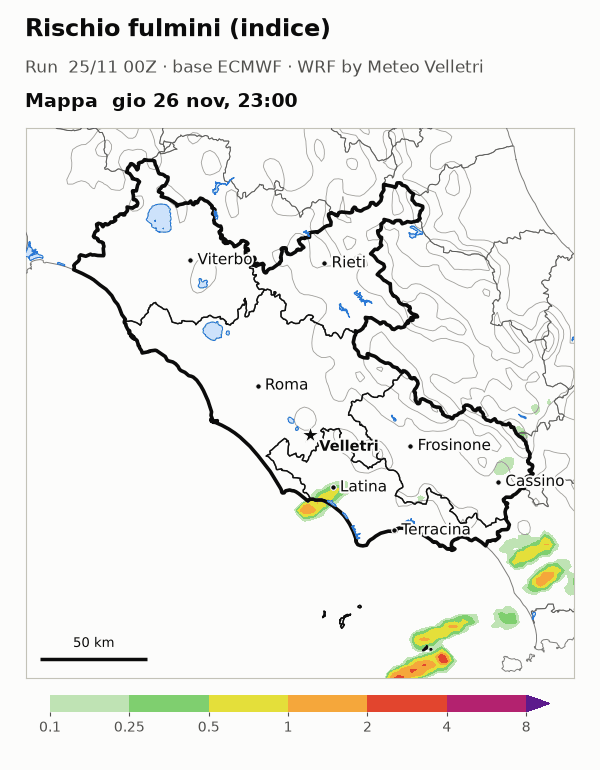 Rischio fulmini (indice)
Run  25/11 00Z · base ECMWF · WRF by Meteo Velletri
Mappa  gio 26 nov, 23:00
Viterbo
Rieti
Roma
Velletri
Frosinone
Cassino
Latina
Terracina
50 km
0.1 0.25 0.5 1 2 4 8